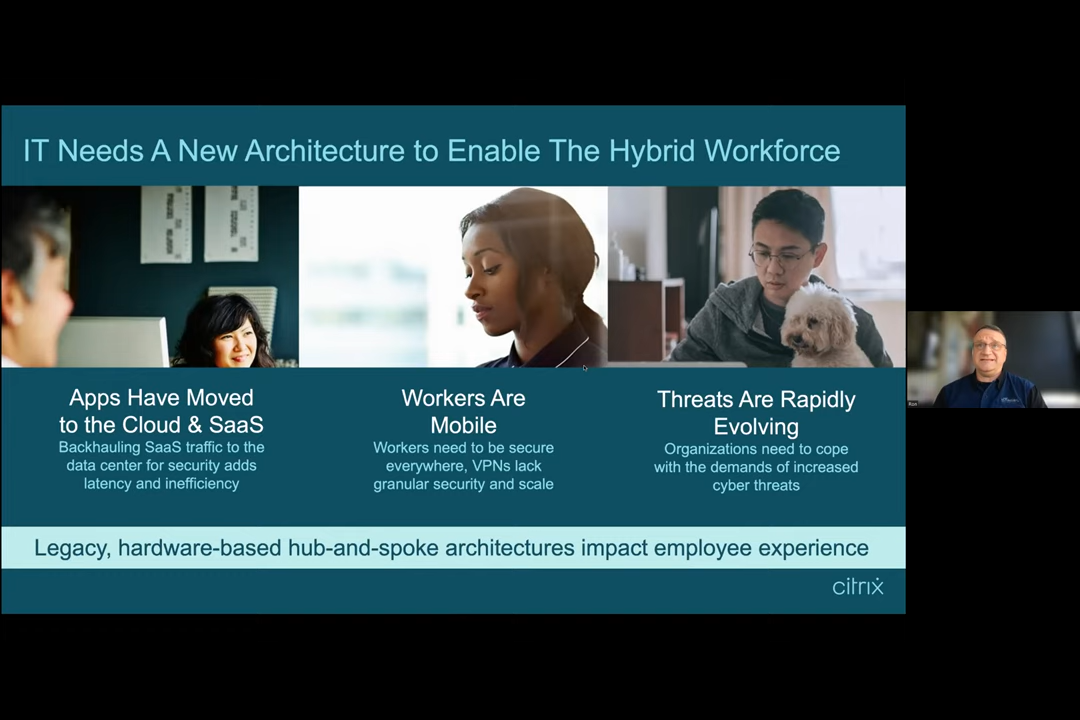 IT Needs A New Architecture to Enable The Hybrid Workforce
Apps Have Moved
to the Cloud & SaaS
Backhauling SaaS traffic to the
data center for security adds
latency and inefficiency
Workers Are
Mobile
Workers need to be secure
everywhere, VPNs lack
granular security and scale
Threats Are Rapidly
Evolving
Organizations need to cope
with the demands of increased
cyber threats
Legacy, hardware-based hub-and-spoke architectures impact employee experience
citrix
Ron